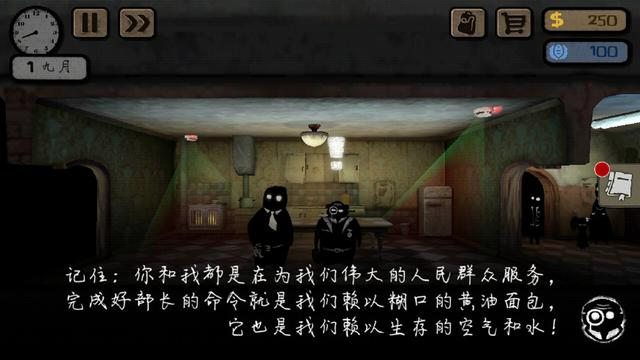 250
100
1 九月
记住：你和我都是在为我们伟大的人民群众服务，
完成好部长的命令就是我们赖以糊口的黄油面包，
它也是我们赖以生存的空气和水！